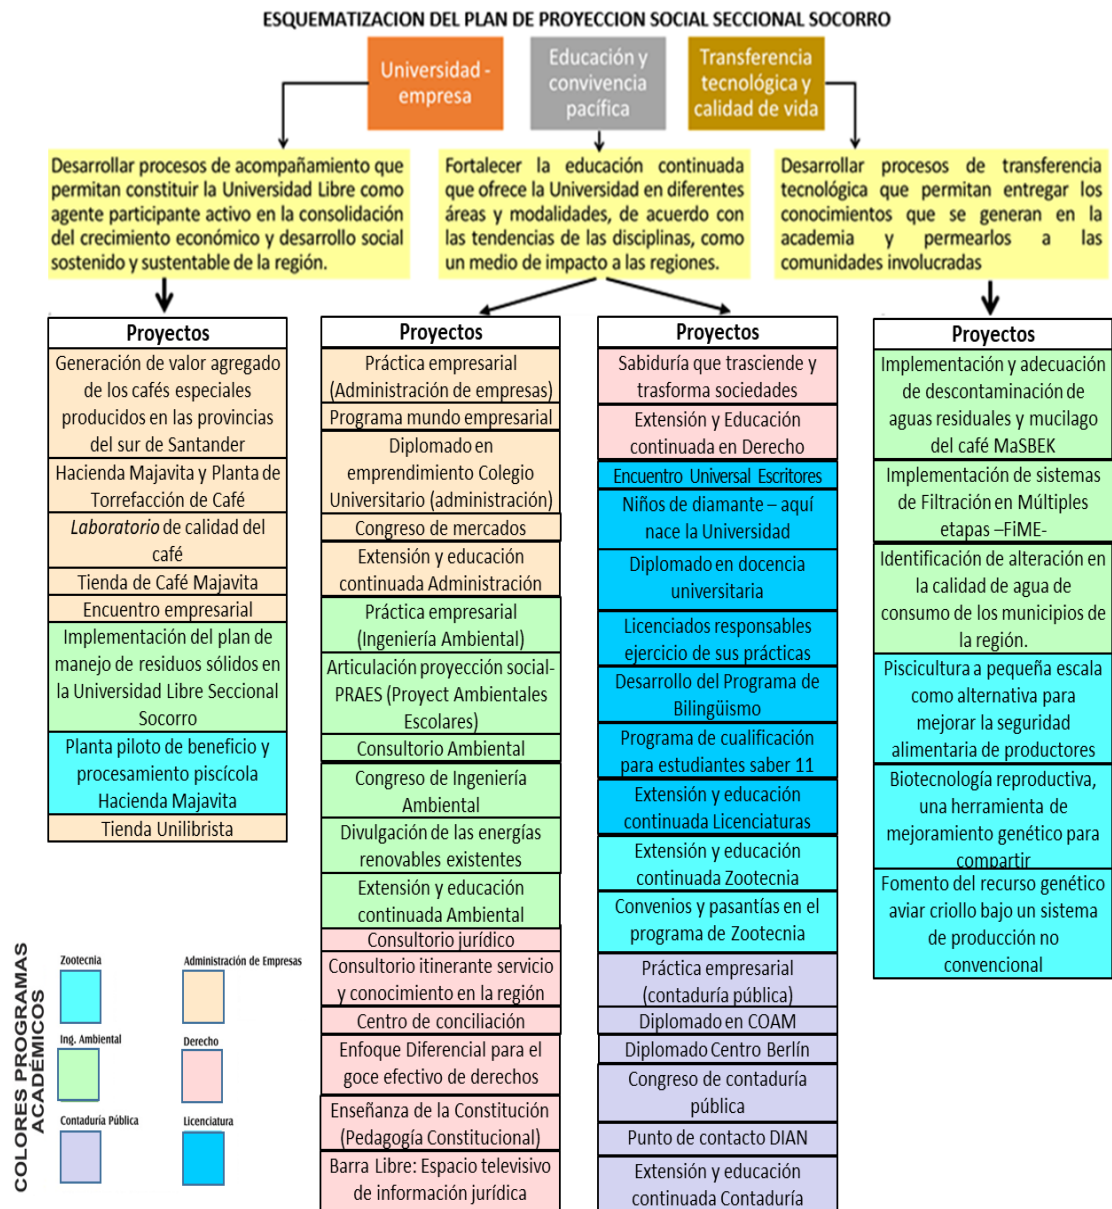 ESQUEMATIZACION DEL PLAN DE PROYECCION SOCIAL SECCIONAL SOCORRO
Universidad -
empresa
Educación y
convivencia
pacífica
Transferencia
tecnológica y
calidad de vida
Desarrollar procesos de acompañamiento que
permitan constituir la Universidad Libre como
agente participante activo en la consolidación
del crecimiento económico y desarrollo social
sostenido y sustentable de la región.
Fortalecer la educación continuada
que ofrece la Universidad en diferentes
áreas y modalidades, de acuerdo con
las tendencias de las disciplinas, como
un medio de impacto a las regiones.
Desarrollar procesos de transferencia
tecnológica que permitan entregar los
conocimientos que se generan en la
academia y permearlos a las
comunidades involucradas
Proyectos
Generación de valor agregado
de los cafés especiales
producidos en las provincias
del sur de Santander
Hacienda Majavita y Planta de
Torrefacción de Café
Laboratorio de calidad del
café
Tienda de Café Majavita
Encuentro empresarial
Implementación del plan de
manejo de residuos sólidos en
la Universidad Libre Seccional
Socorro
Planta piloto de beneficio y
procesamiento piscícola
Hacienda Majavita
Tienda Unilibrista
Proyectos
Práctica empresarial
(Administración de empresas)
Programa mundo empresarial
Diplomado en
emprendimiento Colegio
Universitario (administración)
Congreso de mercados
Extensión y educación
continuada Administración
Práctica empresarial
(Ingeniería Ambiental)
Articulación proyección social-
PRAES (Proyect Ambientales
Escolares)
Consultorio Ambiental
Congreso de Ingeniería
Ambiental
Divulgación de las energías
renovables existentes
Extensión y educación
continuada Ambiental
Consultorio jurídico
Consultorio itinerante servicio
y conocimiento en la región
Centro de conciliación
Enfoque Diferencial para el
goce efectivo de derechos
Enseñanza de la Constitución
(Pedagogía Constitucional)
Barra Libre: Espacio televisivo
de información jurídica
Proyectos
Sabiduría que trasciende y
trasforma sociedades
Extensión y Educación
continuada en Derecho
Encuentro Universal Escritores
Niños de diamante – aquí
nace la Universidad
Diplomado en docencia
universitaria
Licenciados responsables
ejercicio de sus prácticas
Desarrollo del Programa de
Bilingüismo
Programa de cualificación
para estudiantes saber 11
Extensión y educación
continuada Licenciaturas
Extensión y educación
continuada Zootecnia
Convenios y pasantías en el
programa de Zootecnia
Práctica empresarial
(contaduría pública)
Diplomado en COAM
Diplomado Centro Berlín
Congreso de contaduría
pública
Punto de contacto DIAN
Extensión y educación
continuada Contaduría
Proyectos
Implementación y adecuación
de descontaminación de
aguas residuales y mucilago
del café MaSBEK
Implementación de sistemas
de Filtración en Múltiples
etapas –FiME-
Identificación de alteración en
la calidad de agua de
consumo de los municipios de
la región.
Piscicultura a pequeña escala
como alternativa para
mejorar la seguridad
alimentaria de productores
Biotecnología reproductiva,
una herramienta de
mejoramiento genético para
compartir
Fomento del recurso genético
aviar criollo bajo un sistema
de producción no
convencional
COLORES PROGRAMAS
ACADÉMICOS
Zootecnia
Administración de Empresas
Ing. Ambiental
Derecho
Contaduría Pública
Licenciatura